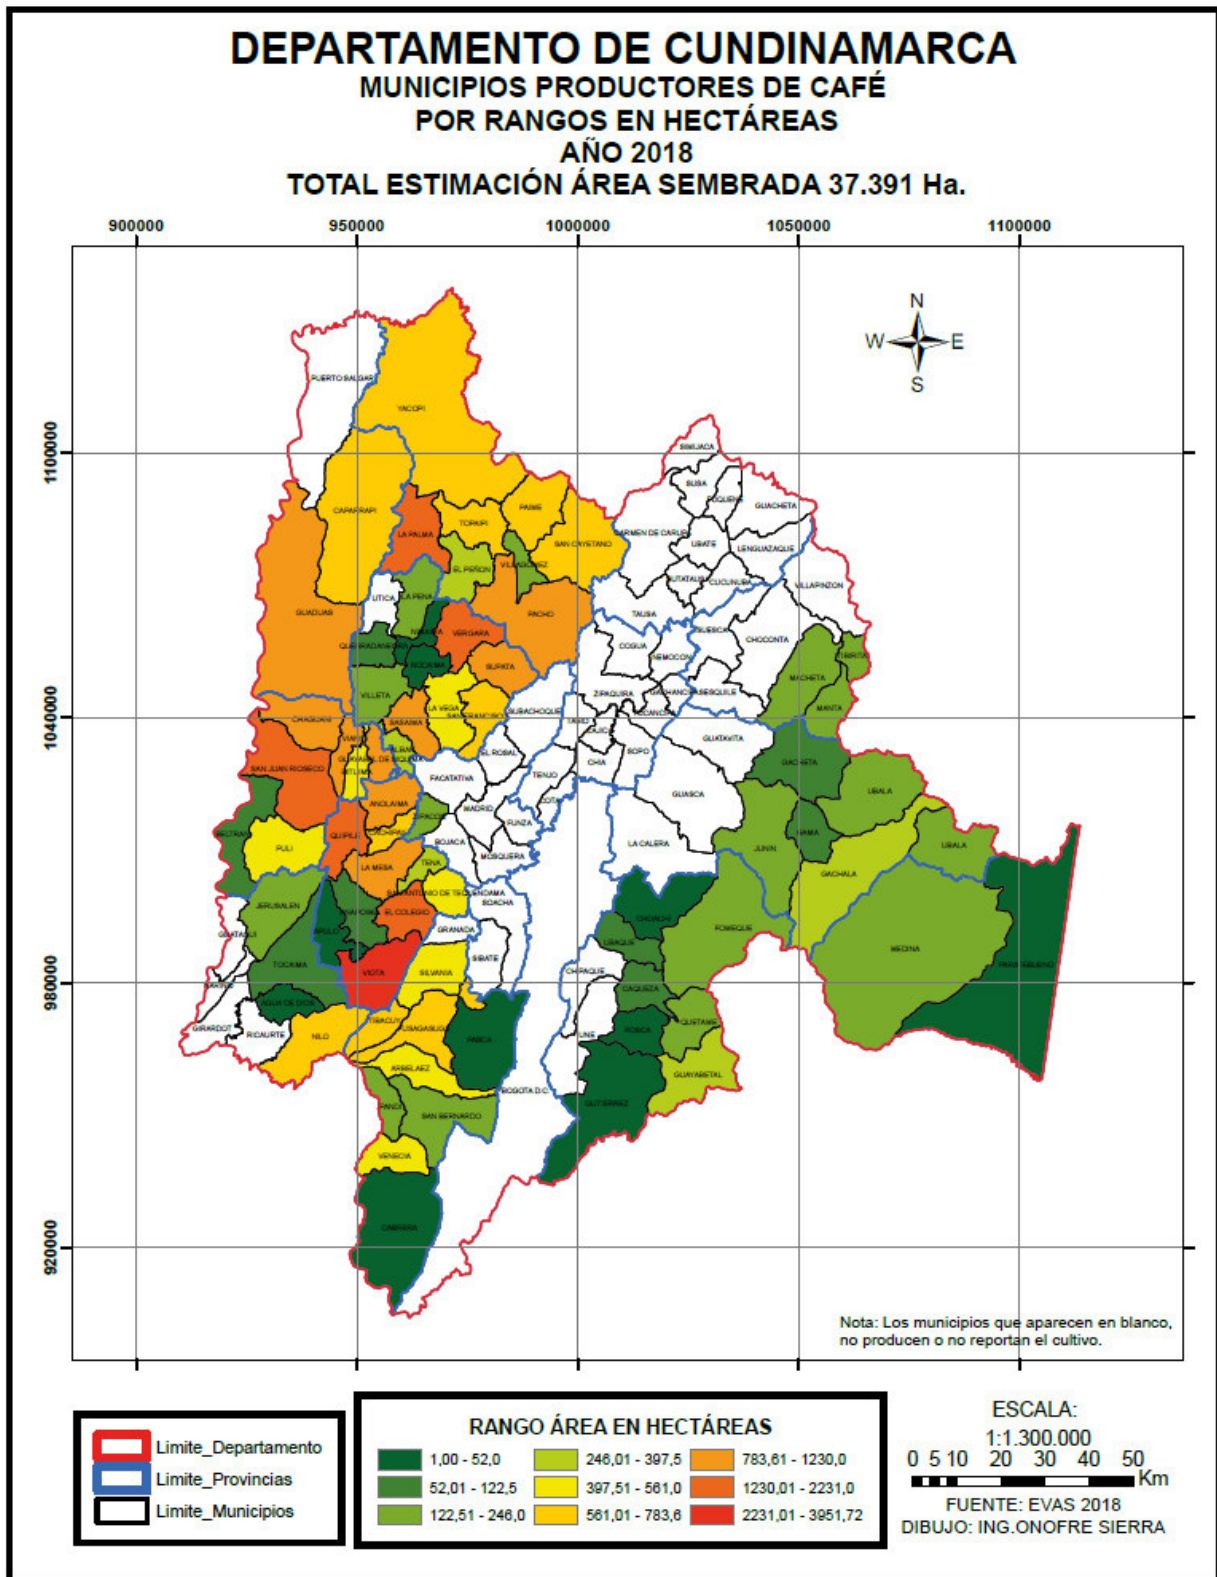 DEPARTAMENTO DE CUNDINAMARCA
MUNICIPIOS PRODUCTORES DE CAFÉ
POR RANGOS EN HECTÁREAS
AÑO 2018
TOTAL ESTIMACIÓN ÁREA SEMBRADA 37.391 Ha.
900000 950000 1000000 1050000 1100000
N
W E
S
PUERTO SALGAR
YACOPI
1100000
SIMIJACA
SUSA
GUACHETA
CAPARRAPI
PAIME
TOPAIPI
LA PALMA
SAN CAYETANO
UBATE
LENGUAZAQUE
EL PEÑON
VILLAGOMEZ
CUCUNUBA
VILLAPINZON
UTICA
LA PEÑA
GUADUAS
PACHO
TAUSA
VERGARA
CHOCONTA
COGUA
NEMOCON
QUEBRADANEGRA
NOCAIMA
SUPATA
TIBIRITA
MACHETA
VILLETA
ZIPAQUIRA
SESQUILE
LA VEGA
SAN FRANCISCO
SUBACHOQUE
MANTA
1040000
CHAGUANI
SASAIMA
GUATAVITA
EL ROSAL
SOPO
CHIA
GACHETA
SAN JUAN RIOSECO
FACATATIVA
TENJO
UBALA
GUASCA
ANOLAIMA
MADRID
COTA
ZIPACON
FUNZA
BELTRAN
QUIPILE
CACHIPAY
GAMA
PULI
BOJACA
LA CALERA
UBALA
MOSQUERA
JUNIN
LA MESA
TENA
GACHALA
SAN ANTONIO DE TEQUENDAMA
SOACHA
JERUSALEN
EL COLEGIO
CHOACHI
FOMEQUE
GRANADA
APULO
UBAQUE
MEDINA
SIBATE
TOCAIMA
VIOTA
SILVANIA
CHIPAQUE
PARATEBUENO
980000
CAQUEZA
AGUA DE DIOS
TIBACUY
QUETAME
GIRARDOT
RICAURTE
NILO
FUSAGASUGA
PASCA
UNE
FOSCA
ARBELAEZ
GUAYABETAL
BOGOTA D.C.
PANDI
SAN BERNARDO
GUTIERREZ
VENECIA
CABRERA
920000
Nota: Los municipios que aparecen en blanco,
no producen o no reportan el cultivo.
Limite_Departamento
Limite_Provincias
Limite_Municipios
RANGO ÁREA EN HECTÁREAS
1,00 - 52,0 246,01 - 397,5 783,61 - 1230,0
52,01 - 122,5 397,51 - 561,0 1230,01 - 2231,0
122,51 - 246,0 561,01 - 783,6 2231,01 - 3951,72
ESCALA:
1:1.300.000
0 5 10 20 30 40 50
Km
FUENTE: EVAS 2018
DIBUJO: ING.ONOFRE SIERRA